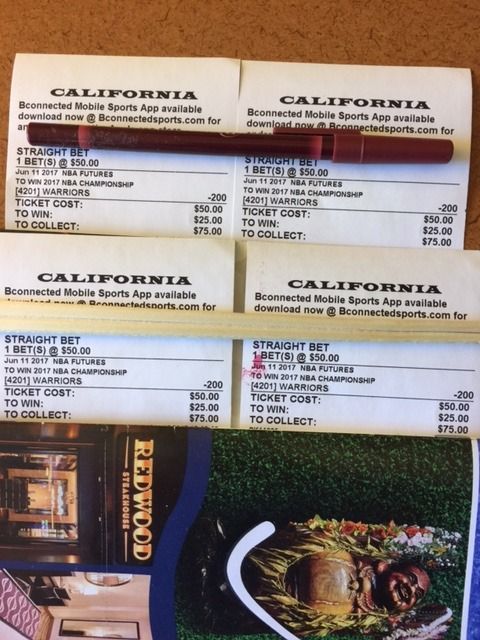 CALIFORNIA
Bconnected Mobile Sports App available
download now @ Bconnectedsports.com for
STRAIGHT BET
1 BET(S) @ $50.00
Jun 11 2017 NBA FUTURES
TO WIN 2017 NBA CHAMPIONSHIP
[4201] WARRIORS -200
TICKET COST: $50.00
TO WIN: $25.00
TO COLLECT: $75.00
CALIFORNIA
Bconnected Mobile Sports App available
download now @ Bconnectedsports.com for
STRAIGHT BET
1 BET(S) @ $50.00
Jun 11 2017 NBA FUTURES
TO WIN 2017 NBA CHAMPIONSHIP
[4201] WARRIORS -200
TICKET COST: $50.00
TO WIN: $25.00
TO COLLECT: $75.00
CALIFORNIA
Bconnected Mobile Sports App available
download now @ Bconnectedsports.com for
STRAIGHT BET
1 BET(S) @ $50.00
Jun 11 2017 NBA FUTURES
TO WIN 2017 NBA CHAMPIONSHIP
[4201] WARRIORS -200
TICKET COST: $50.00
TO WIN: $25.00
TO COLLECT: $75.00
CALIFORNIA
Bconnected Mobile Sports App available
download now @ Bconnectedsports.com for
STRAIGHT BET
1 BET(S) @ $50.00
Jun 11 2017 NBA FUTURES
TO WIN 2017 NBA CHAMPIONSHIP
[4201] WARRIORS -200
TICKET COST: $50.00
TO WIN: $25.00
TO COLLECT: $75.00
REDWOOD
STEAKHOUSE